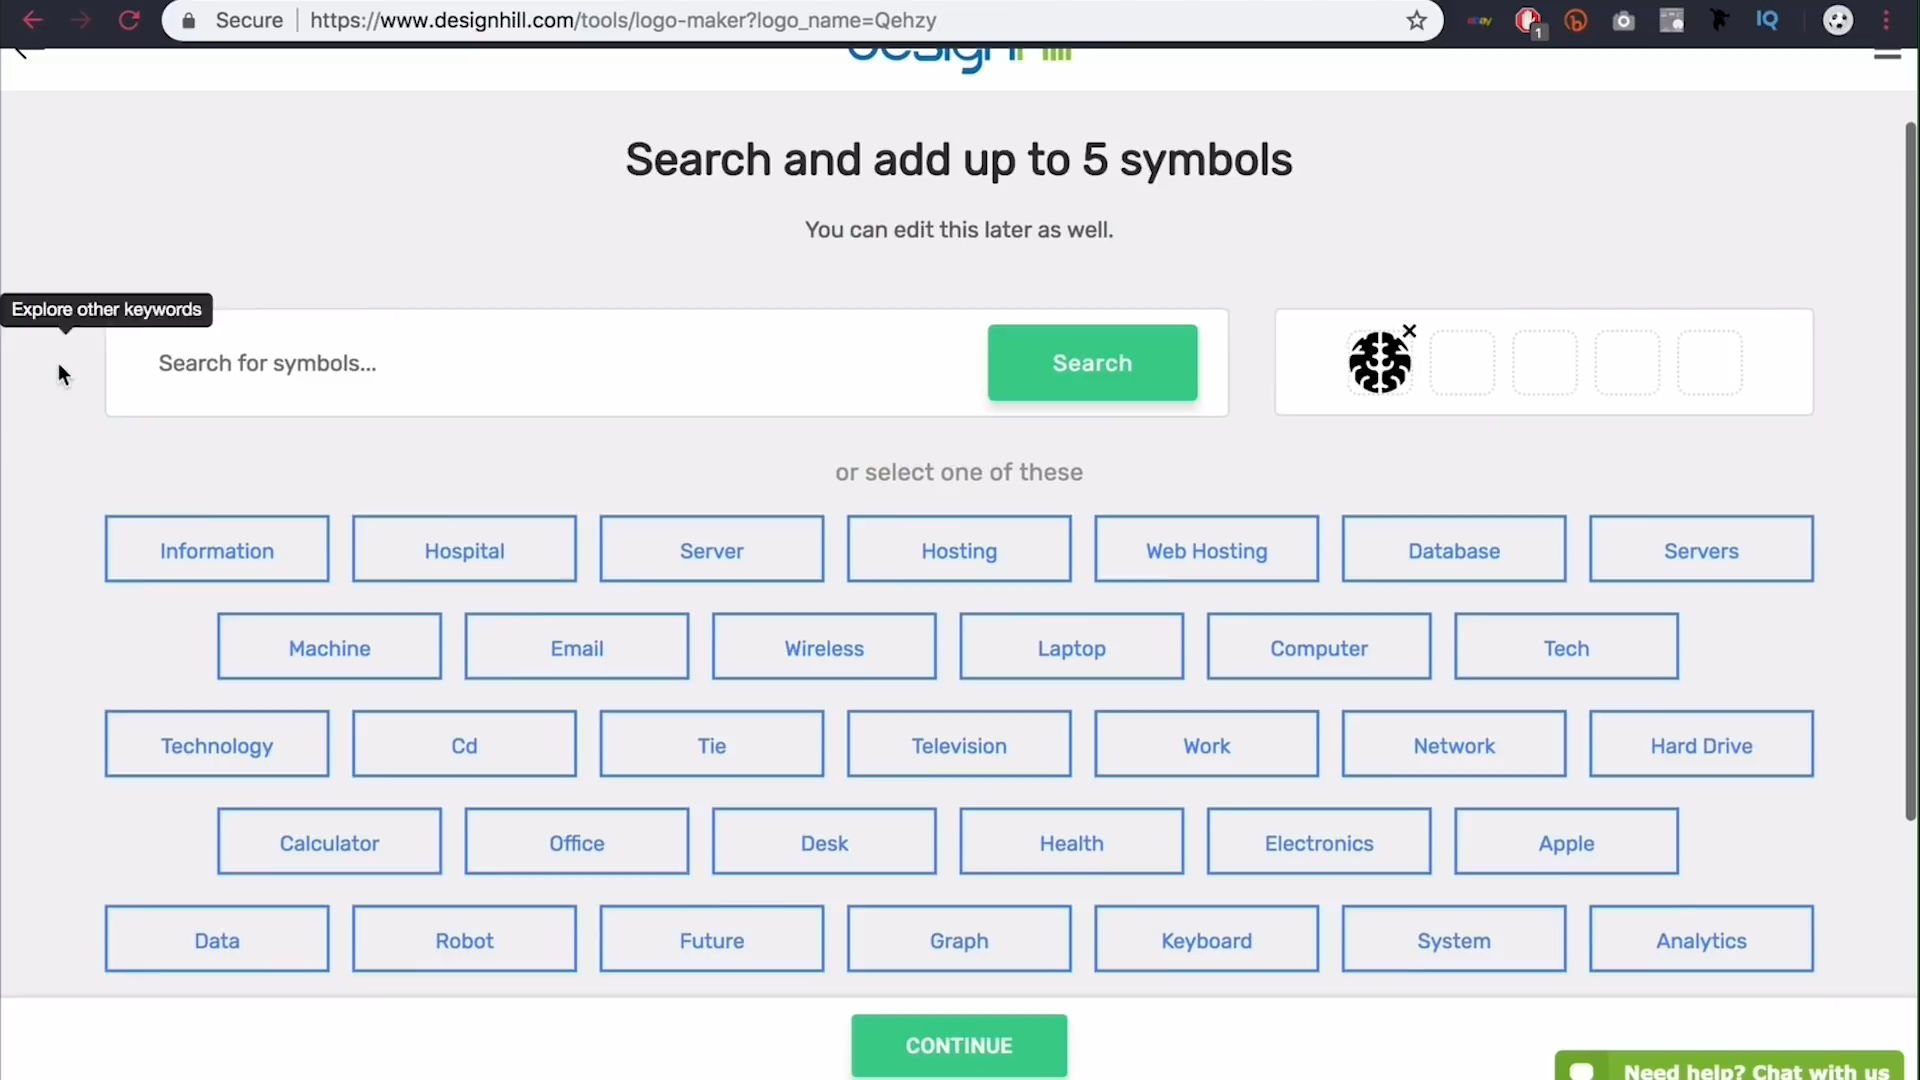 Secure https://www.designhill.com/tools/logo-maker?logo_name=Qehzy
ebay 1 IQ
designhill
Search and add up to 5 symbols
You can edit this later as well.
Explore other keywords
Search for symbols...
Search
or select one of these
Information Hospital Server Hosting Web Hosting Database Servers
Machine Email Wireless Laptop Computer Tech
Technology Cd Tie Television Work Network Hard Drive
Calculator Office Desk Health Electronics Apple
Data Robot Future Graph Keyboard System Analytics
CONTINUE
Need help? Chat with us